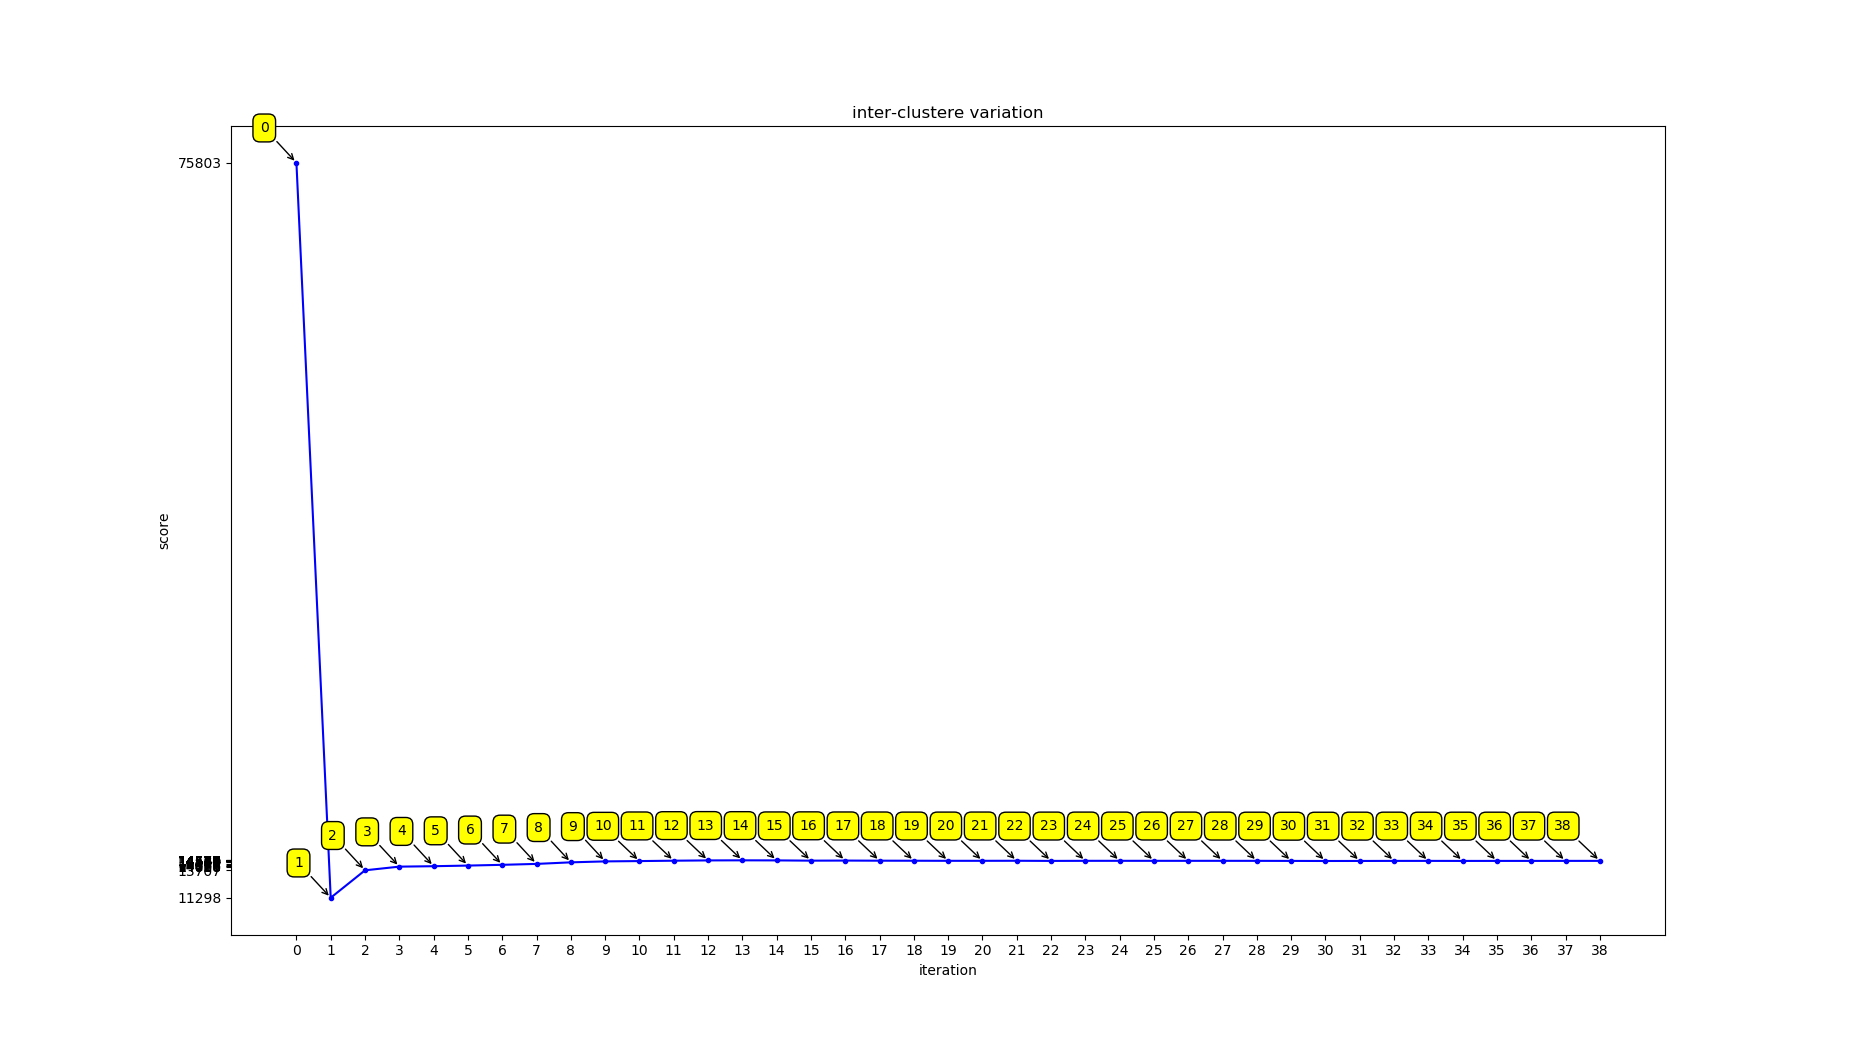 inter-clustere variation
0
75803
score
1 2 3 4 5 6 7 8 9 10 11 12 13 14 15 16 17 18 19 20 21 22 23 24 25 26 27 28 29 30 31 32 33 34 35 36 37 38
11298
0 1 2 3 4 5 6 7 8 9 10 11 12 13 14 15 16 17 18 19 20 21 22 23 24 25 26 27 28 29 30 31 32 33 34 35 36 37 38
iteration